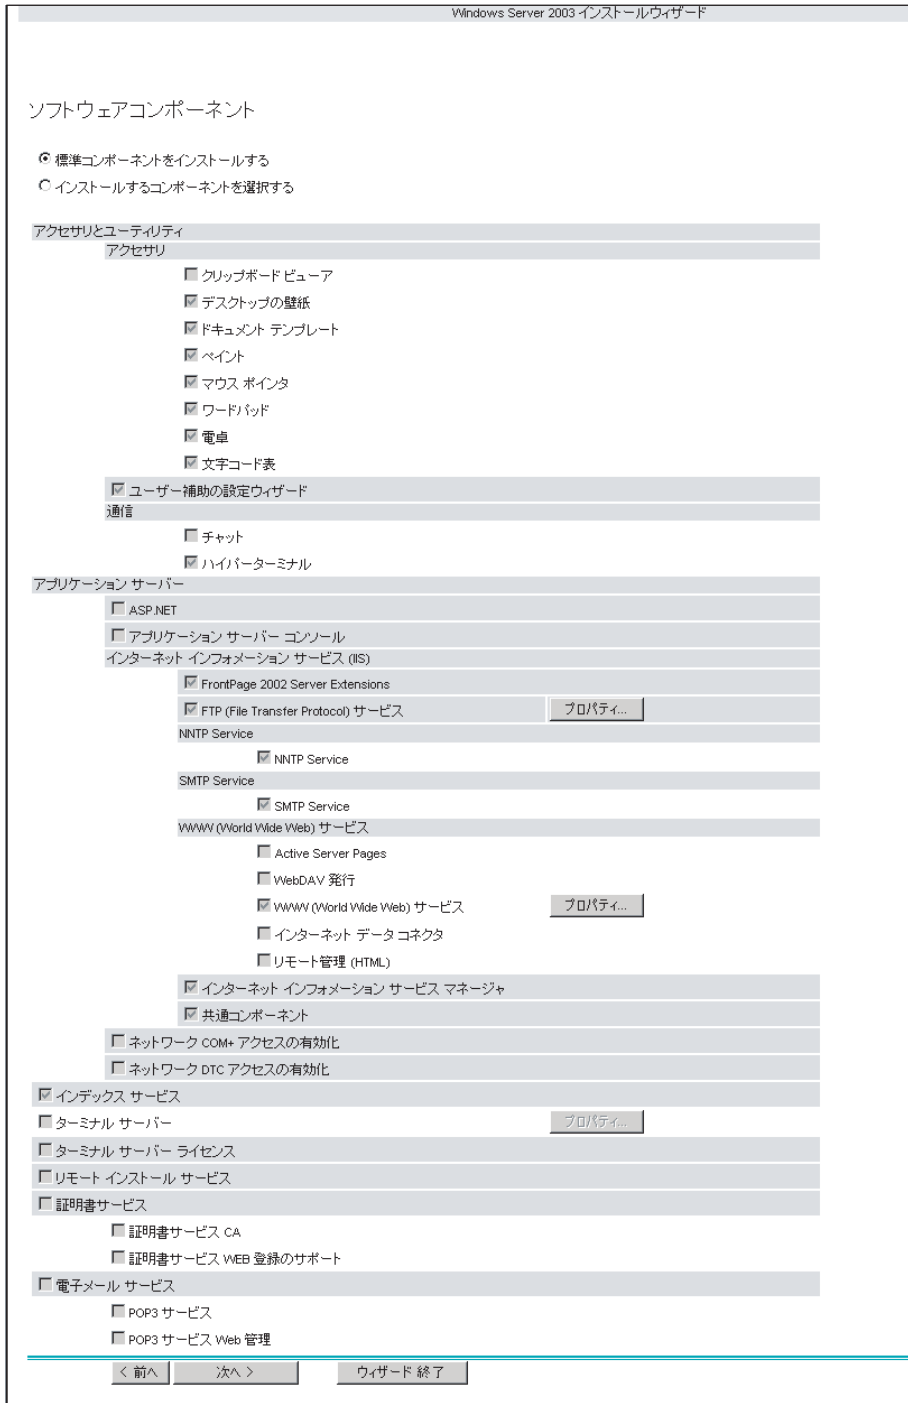 Windows Server 2003 インストールウィザード
ソフトウェアコンポーネント
標準コンポーネントをインストールする
インストールするコンポーネントを選択する
アクセサリとユーティリティ
アクセサリ
クリップボード ビューア
デスクトップの壁紙
ドキュメント テンプレート
ペイント
マウス ポインタ
ワードパッド
電卓
文字コード表
ユーザー補助の設定ウィザード
通信
チャット
ハイパーターミナル
アプリケーション サーバー
ASP.NET
アプリケーション サーバー コンソール
インターネット インフォメーション サービス (IIS)
FrontPage 2002 Server Extensions
FTP (File Transfer Protocol) サービス プロパティ...
NNTP Service
NNTP Service
SMTP Service
SMTP Service
WWW (World Wide Web) サービス
Active Server Pages
WebDAV 発行
WWW (World Wide Web) サービス プロパティ...
インターネット データ コネクタ
リモート管理 (HTML)
インターネット インフォメーション サービス マネージャ
共通コンポーネント
ネットワーク COM+ アクセスの有効化
ネットワーク DTC アクセスの有効化
インデックス サービス
ターミナル サーバー プロパティ...
ターミナル サーバー ライセンス
リモート インストール サービス
証明書サービス
証明書サービス CA
証明書サービス WEB 登録のサポート
電子メール サービス
POP3 サービス
POP3 サービス Web 管理
< 前へ 次へ > ウィザード 終了